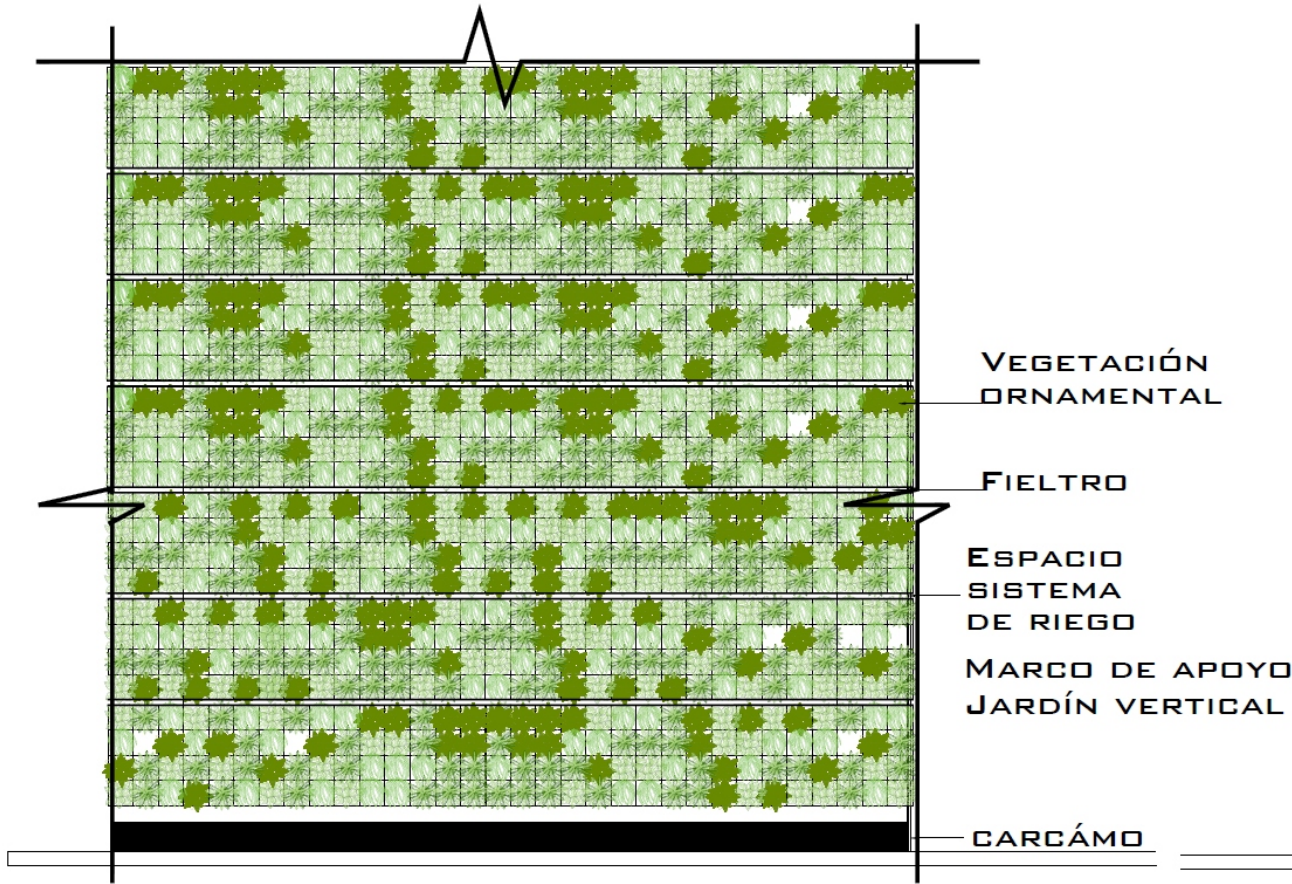 Vegetación
ornamental
Fieltro
Espacio
sistema
de riego
Marco de apoyo
Jardín vertical
carcámo